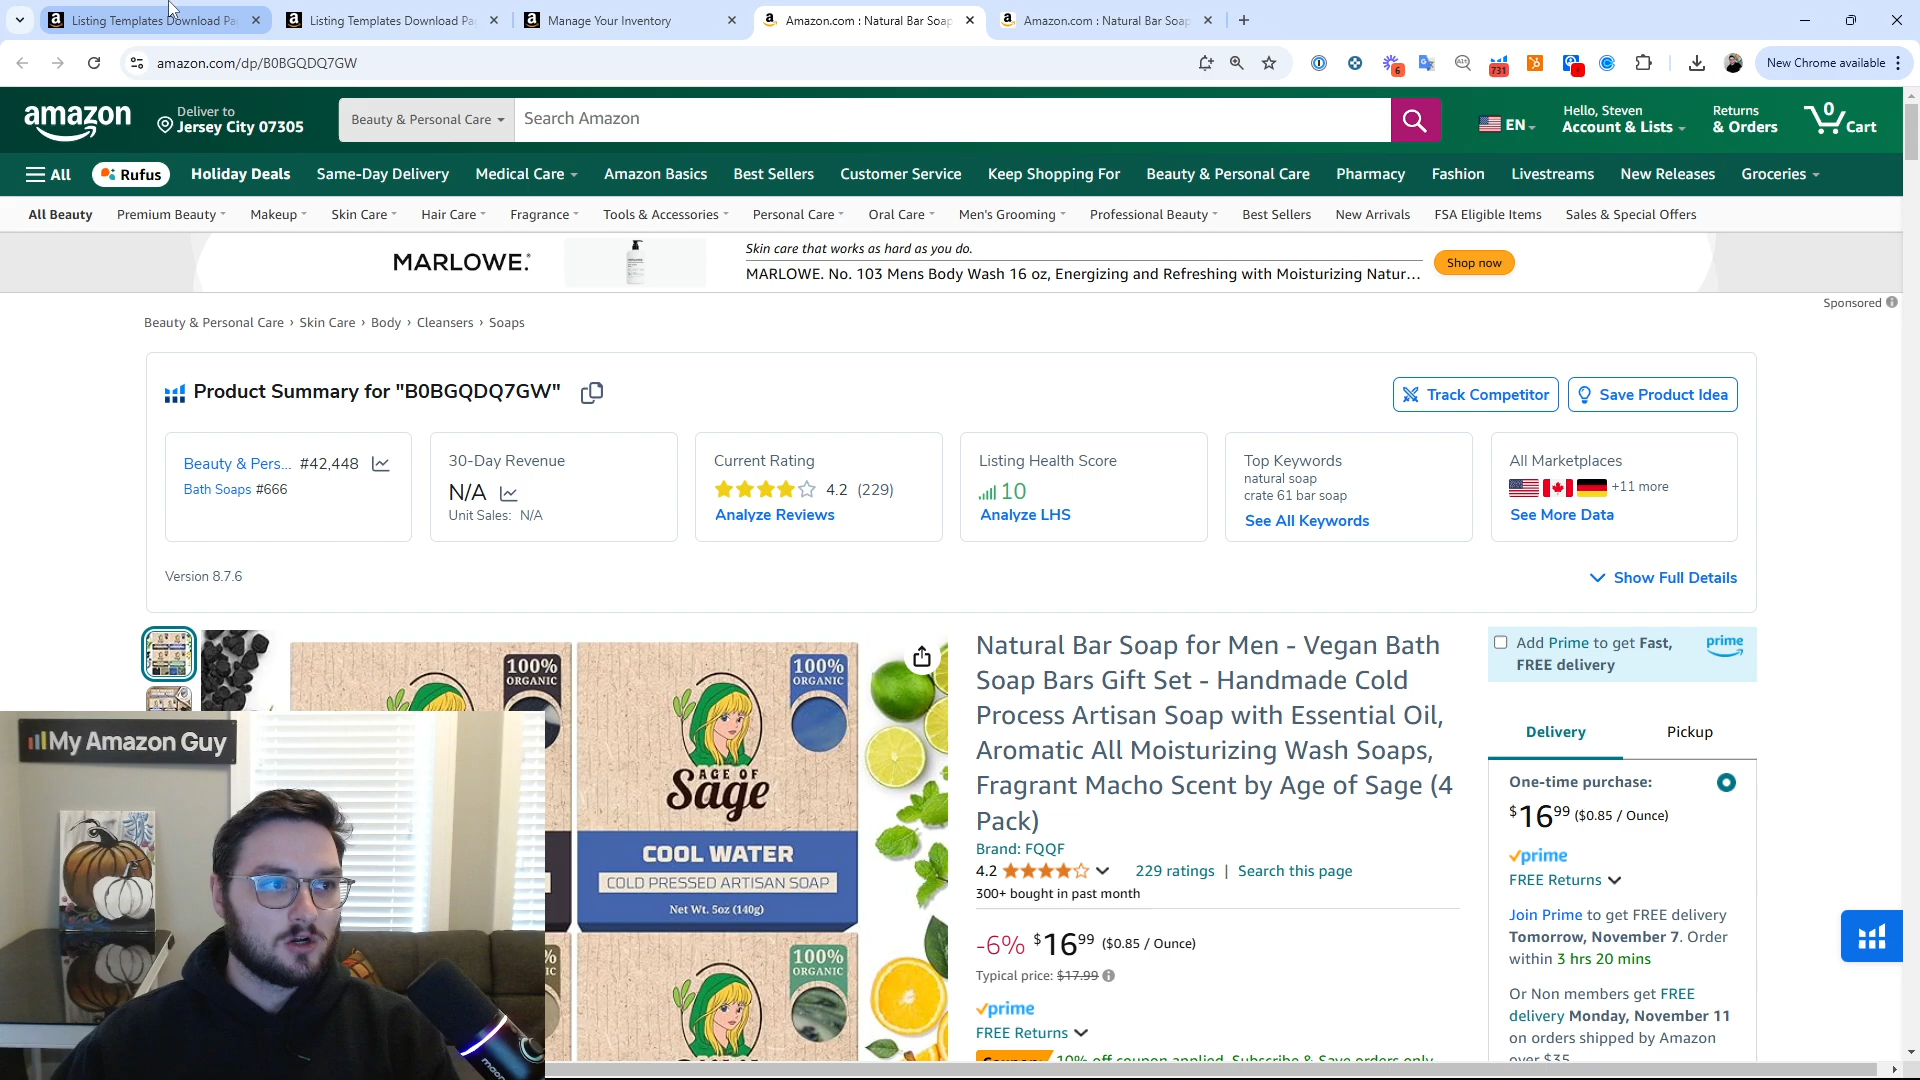 Listing Templates Download Pa
Listing Templates Download Pa
Manage Your Inventory
Amazon.com : Natural Bar Soap
Amazon.com : Natural Bar Soap
amazon.com/dp/B0BGQDQ7GW
6
731
New Chrome available
amazon
Deliver to
Jersey City 07305
Beauty & Personal Care
Search Amazon
EN
Hello, Steven
Account & Lists
Returns
& Orders
0
Cart
All
Rufus
Holiday Deals
Same-Day Delivery
Medical Care
Amazon Basics
Best Sellers
Customer Service
Keep Shopping For
Beauty & Personal Care
Pharmacy
Fashion
Livestreams
New Releases
Groceries
All Beauty
Premium Beauty
Makeup
Skin Care
Hair Care
Fragrance
Tools & Accessories
Personal Care
Oral Care
Men's Grooming
Professional Beauty
Best Sellers
New Arrivals
FSA Eligible Items
Sales & Special Offers
MARLOWE.
Skin care that works as hard as you do.
MARLOWE. No. 103 Mens Body Wash 16 oz, Energizing and Refreshing with Moisturizing Natur...
Shop now
Sponsored
Beauty & Personal Care › Skin Care › Body › Cleansers › Soaps
Product Summary for "B0BGQDQ7GW"
Track Competitor
Save Product Idea
Beauty & Pers... #42,448
Bath Soaps #666
30-Day Revenue
N/A
Unit Sales: N/A
Current Rating
4.2 (229)
Analyze Reviews
Listing Health Score
10
Analyze LHS
Top Keywords
natural soap
crate 61 bar soap
See All Keywords
All Marketplaces
+11 more
See More Data
Version 8.7.6
Show Full Details
100%
ORGANIC
100%
ORGANIC
AGE OF
Sage
COOL WATER
COLD PRESSED ARTISAN SOAP
Net Wt. 5oz (140g)
100%
ORGANIC
My Amazon Guy
Natural Bar Soap for Men - Vegan Bath
Soap Bars Gift Set - Handmade Cold
Process Artisan Soap with Essential Oil,
Aromatic All Moisturizing Wash Soaps,
Fragrant Macho Scent by Age of Sage (4
Pack)
Brand: FQQF
4.2
229 ratings | Search this page
300+ bought in past month
-6% $16⁹⁹ ($0.85 / Ounce)
Typical price: $17.99
prime
FREE Returns
Coupon: 10% off coupon applied. Subscribe & Save orders only
Add Prime to get Fast,
FREE delivery
prime
Delivery
Pickup
One-time purchase:
$16⁹⁹ ($0.85 / Ounce)
prime
FREE Returns
Join Prime to get FREE delivery
Tomorrow, November 7. Order
within 3 hrs 20 mins
Or Non members get FREE
delivery Monday, November 11
on orders shipped by Amazon
over $35